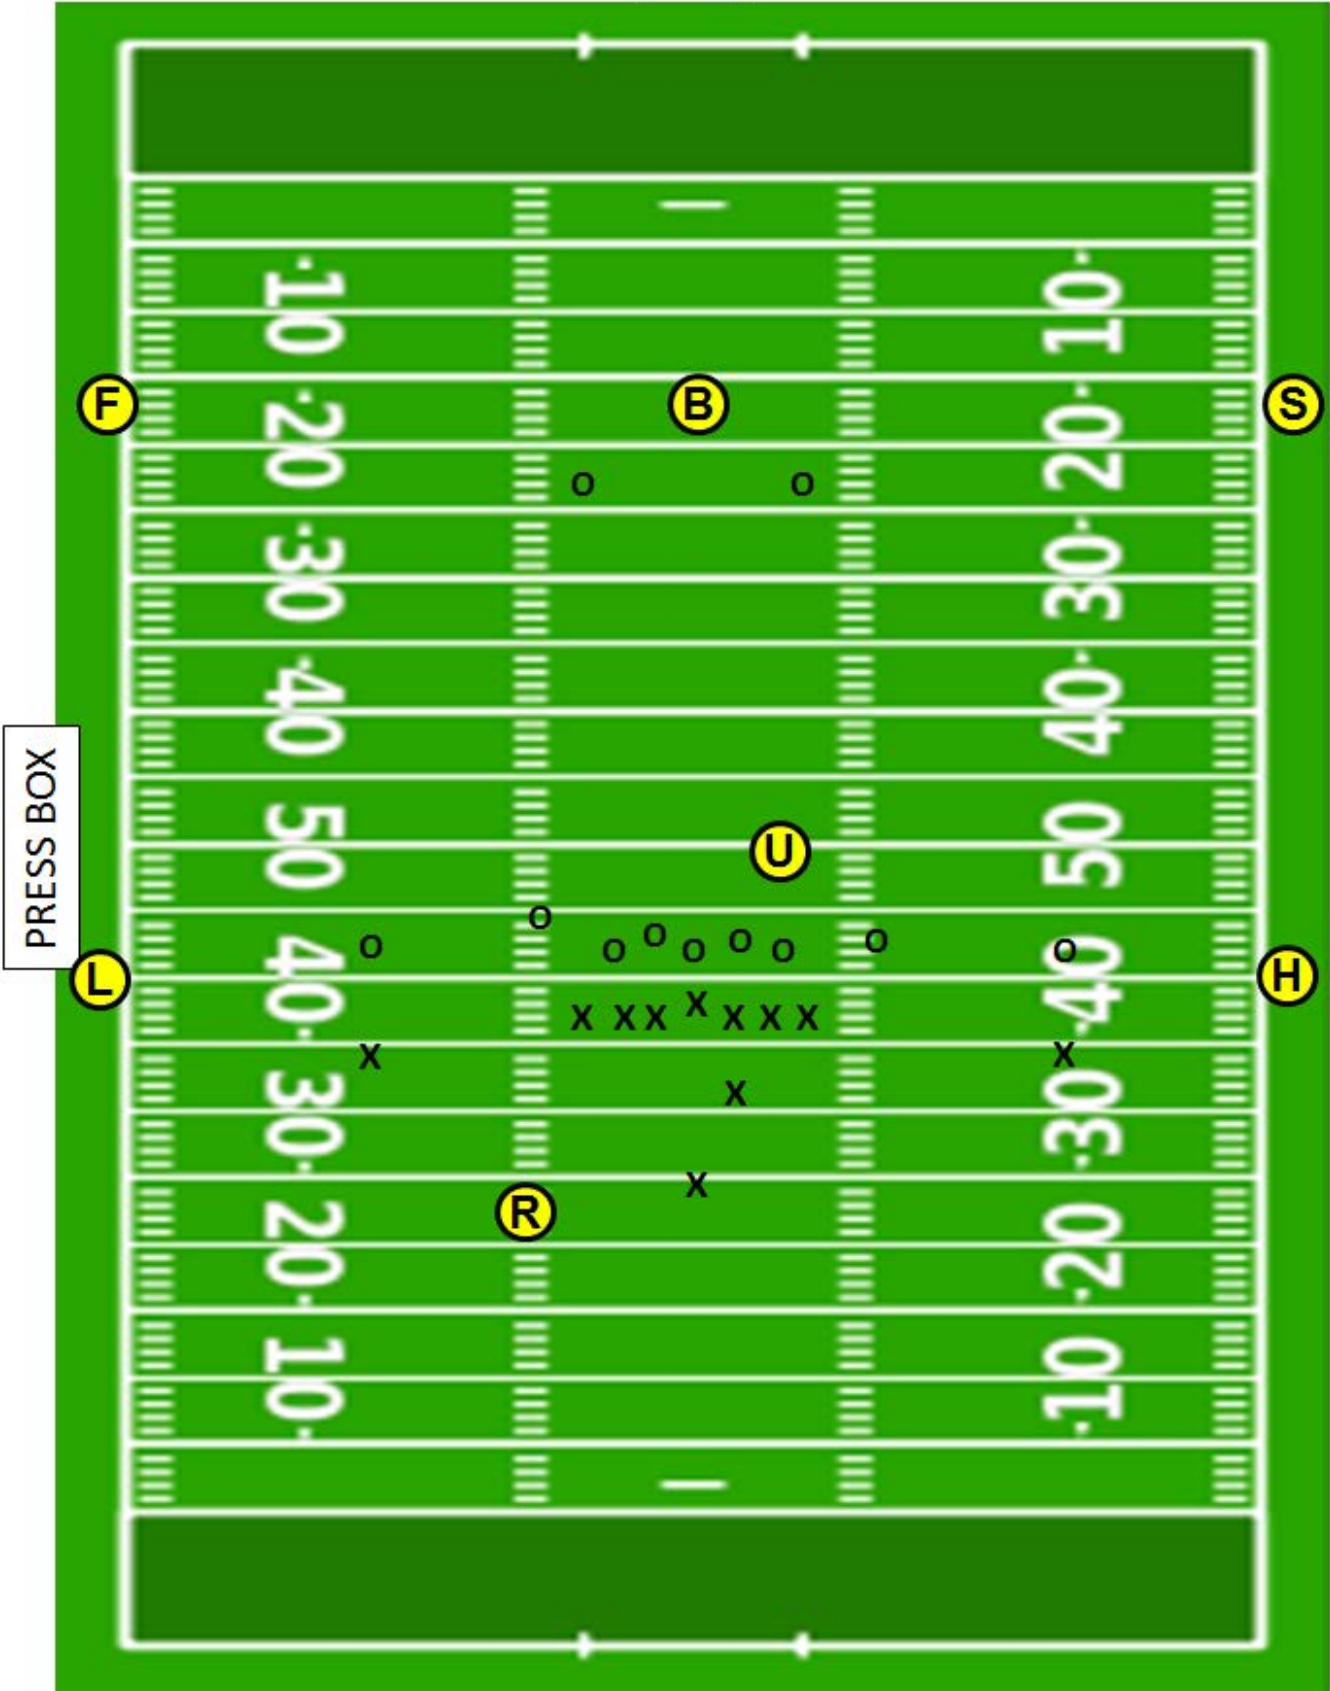 10 10
F B S
20 20
O O
30 30
40 40
PRESS BOX
50 50
U
O O O O O O O O O
L 40 40 H
X X X X X X X
X X
30 30
X
X
R
20 20
10 10